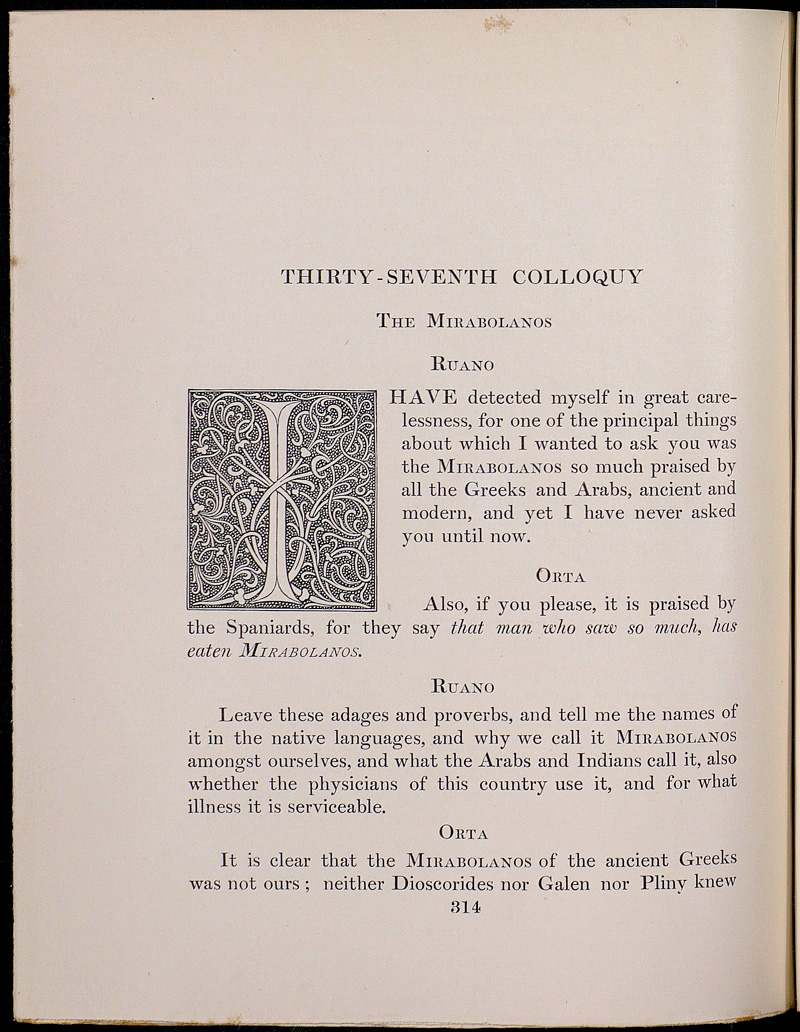 THIRTY-SEVENTH COLLOQUY
THE MIRABOLANOS
RUANO
I HAVE detected myself in great care-
lessness, for one of the principal things
about which I wanted to ask you was
the MIRABOLANOS so much praised by
all the Greeks and Arabs, ancient and
modern, and yet I have never asked
you until now.
ORTA
Also, if you please, it is praised by
the Spaniards, for they say that man who saw so much, has
eaten MIRABOLANOS.
RUANO
Leave these adages and proverbs, and tell me the names of
it in the native languages, and why we call it MIRABOLANOS
amongst ourselves, and what the Arabs and Indians call it, also
whether the physicians of this country use it, and for what
illness it is serviceable.
ORTA
It is clear that the MIRABOLANOS of the ancient Greeks
was not ours ; neither Dioscorides nor Galen nor Pliny knew
314